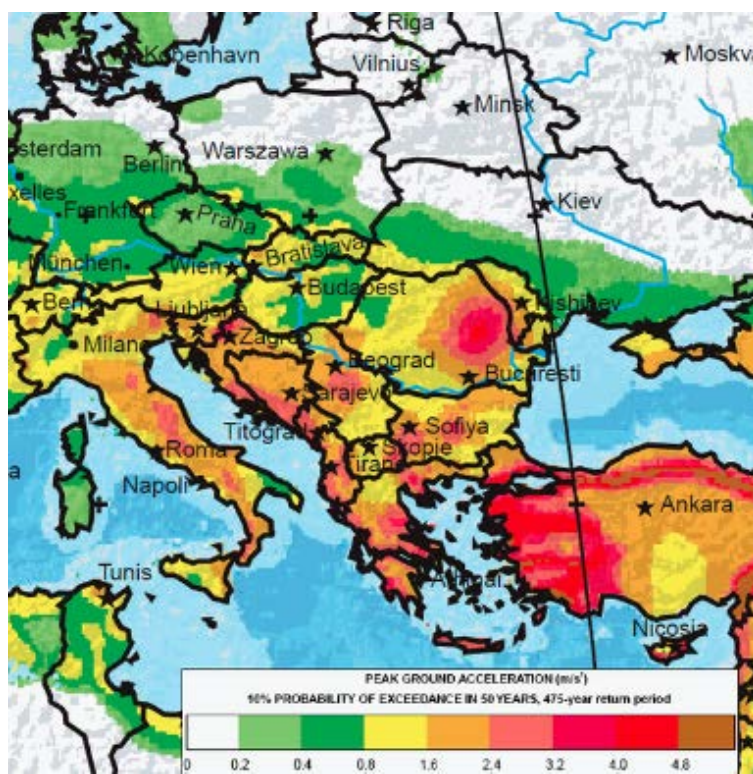 Riga
København
Moskva
Vilnius
Minsk
sterdam
Berlin
Warszawa
xelles
Frankfurt
Praha
Kiev
München
Wien
Bratislava
Bern
Budapest
Ljubljana
Kishinev
Milano
Zagreb
Beograd
Bucuresti
Sarajevo
Titograd
Sofiya
Roma
Skopje
Tirane
Napoli
Ankara
a
Tunis
Athinai
Nicosia
PEAK GROUND ACCELERATION (m/s²)
10% PROBABILITY OF EXCEEDANCE IN 50 YEARS, 475-year return period
0 0.2 0.4 0.8 1.6 2.4 3.2 4.0 4.8